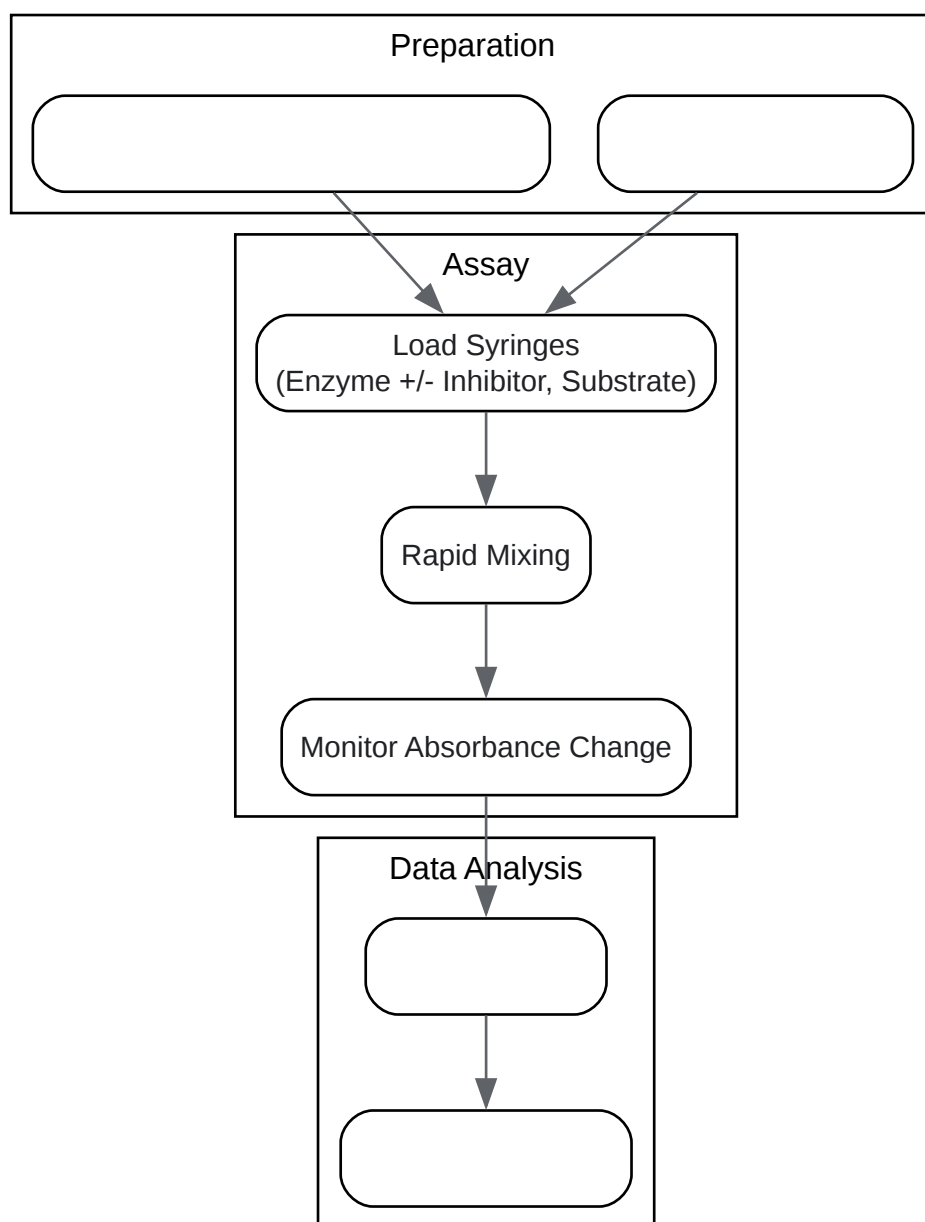 Preparation
Assay
Load Syringes
(Enzyme +/- Inhibitor, Substrate)
Rapid Mixing
Monitor Absorbance Change
Data Analysis